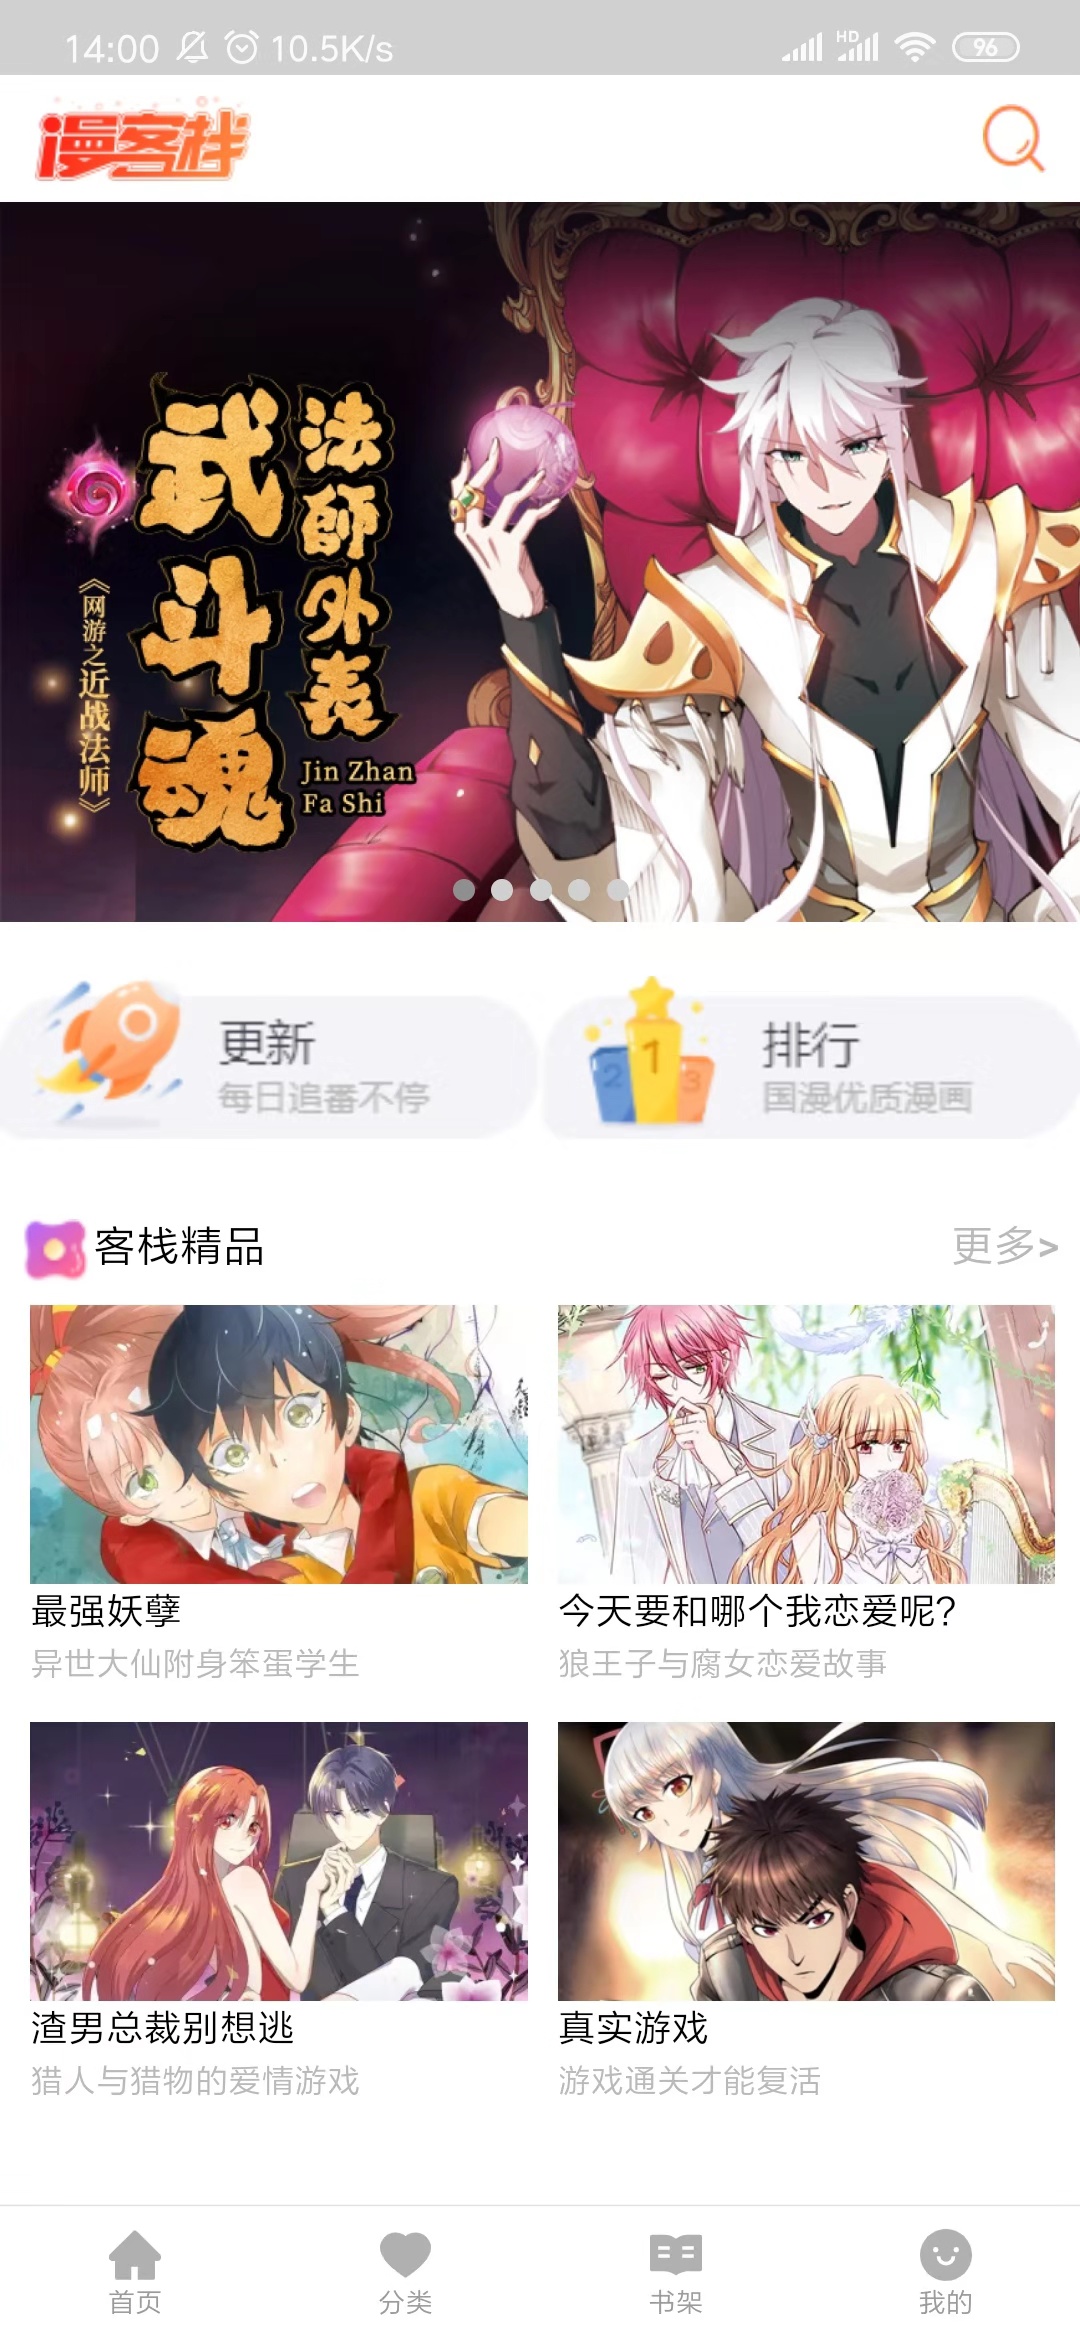 14:00 10.5K/s HD 96
漫客栈
法師外表
武斗魂
《网游之近战法师》
Jin Zhan
Fa Shi
更新
每日追番不停
排行
国漫优质漫画
1
2
3
客栈精品 更多>
最强妖孽
异世大仙附身笨蛋学生
今天要和哪个我恋爱呢?
狼王子与腐女恋爱故事
渣男总裁别想逃
猎人与猎物的爱情游戏
真实游戏
游戏通关才能复活
首页 分类 书架 我的